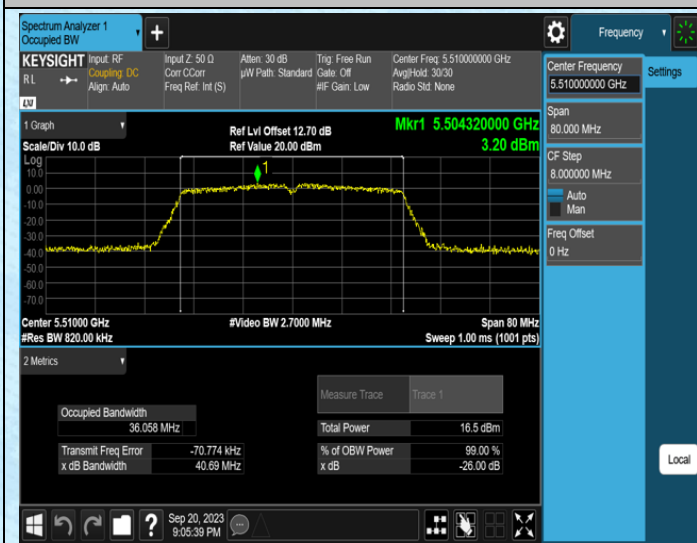 Spectrum Analyzer 1
Occupied BW
Frequency
KEYSIGHT
RL
LXI
Input: RF
Coupling: DC
Align: Auto
Input Z: 50 Ω
Corr CCorr
Freq Ref: Int (S)
Atten: 30 dB
µW Path: Standard
Trig: Free Run
Gate: Off
#IF Gain: Low
Center Freq: 5.510000000 GHz
Avg|Hold: 30/30
Radio Std: None
Center Frequency
5.510000000 GHz
Settings
Span
80.000 MHz
CF Step
8.000000 MHz
Auto
Man
Freq Offset
0 Hz
Local
1 Graph
Scale/Div 10.0 dB
Ref Lvl Offset 12.70 dB
Ref Value 20.00 dBm
Mkr1 5.504320000 GHz
3.20 dBm
Log
10.0
0.00
-10.0
-20.0
-30.0
-40.0
-50.0
-60.0
-70.0
1
Center 5.51000 GHz
#Video BW 2.7000 MHz
Span 80 MHz
#Res BW 820.00 kHz
Sweep 1.00 ms (1001 pts)
2 Metrics
Measure Trace
Trace 1
Occupied Bandwidth
36.058 MHz
Total Power
16.5 dBm
Transmit Freq Error
-70.774 kHz
% of OBW Power
99.00 %
x dB Bandwidth
40.69 MHz
x dB
-26.00 dB
?
Sep 20, 2023
9:05:39 PM